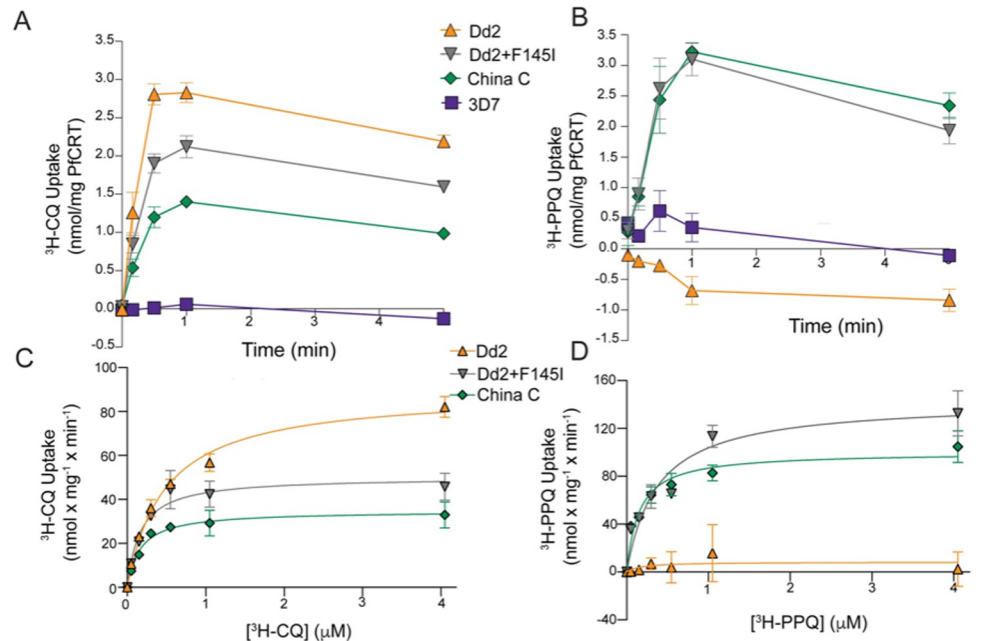 A
3.5
3.0
2.5
2.0
1.5
1.0
0.5
0.0
-0.5
1
2
3
4
³H-CQ Uptake
(nmol/mg PfCRT)
Time (min)
Dd2
Dd2+F145I
China C
3D7
B
3.5
3.0
2.5
2.0
1.5
1.0
0.5
0.0
-0.5
-1.0
-1.5
1
2
3
4
³H-PPQ Uptake
(nmol/mg PfCRT)
Time (min)
C
100
80
60
40
20
0
0
1
2
3
4
³H-CQ Uptake
(nmol x mg⁻¹ x min⁻¹)
[³H-CQ] (μM)
Dd2
Dd2+F145I
China C
D
160
120
80
40
0
-40
1
2
3
4
³H-PPQ Uptake
(nmol x mg⁻¹ x min⁻¹)
[³H-PPQ] (μM)